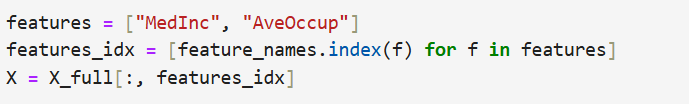 features = ["MedInc", "AveOccup"]
features_idx = [feature_names.index(f) for f in features]
X = X_full[:, features_idx]